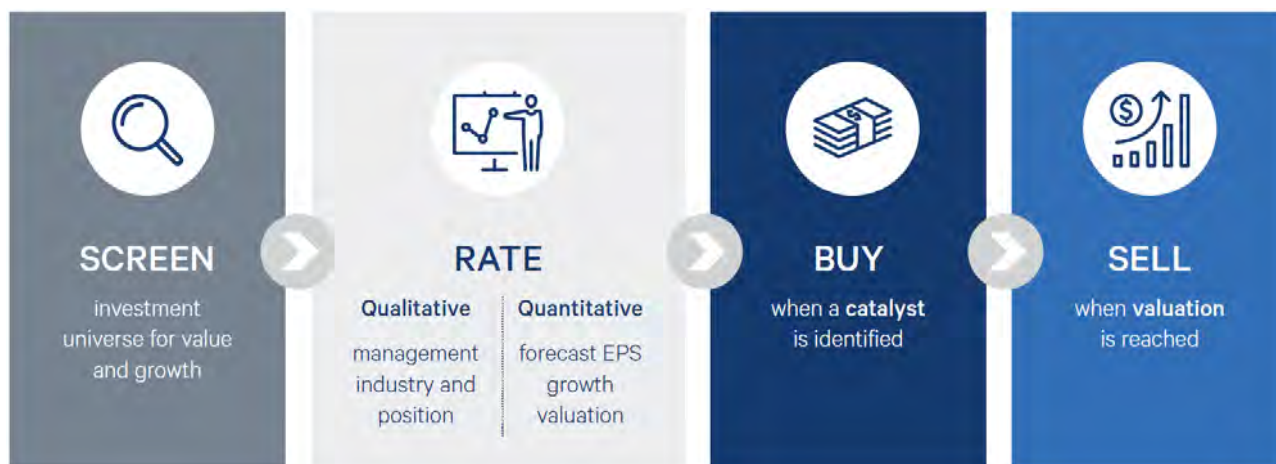 SCREEN
investment
universe for value
and growth
RATE
Qualitative
management
industry and
position
Quantitative
forecast EPS
growth
valuation
BUY
when a catalyst
is identified
SELL
when valuation
is reached